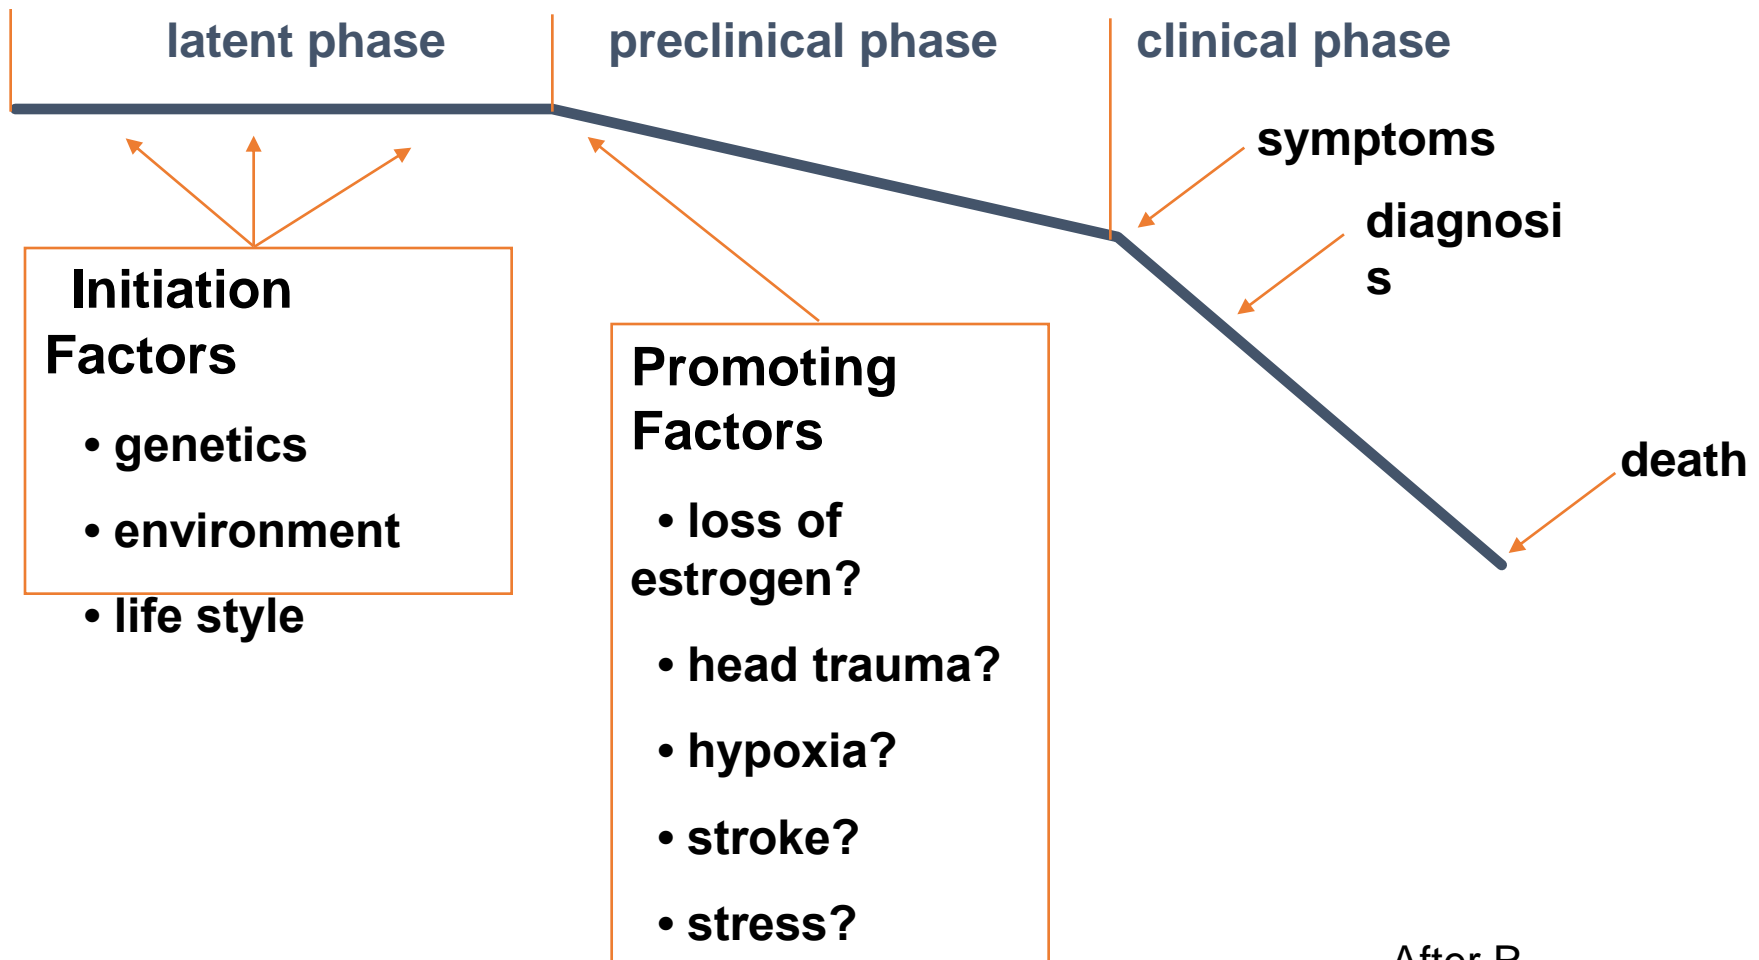 latent phase
preclinical phase
clinical phase
symptoms
diagnosi
s
death
Initiation
Factors
• genetics
• environment
• life style
Promoting
Factors
• loss of
estrogen?
• head trauma?
• hypoxia?
• stroke?
• stress?
After